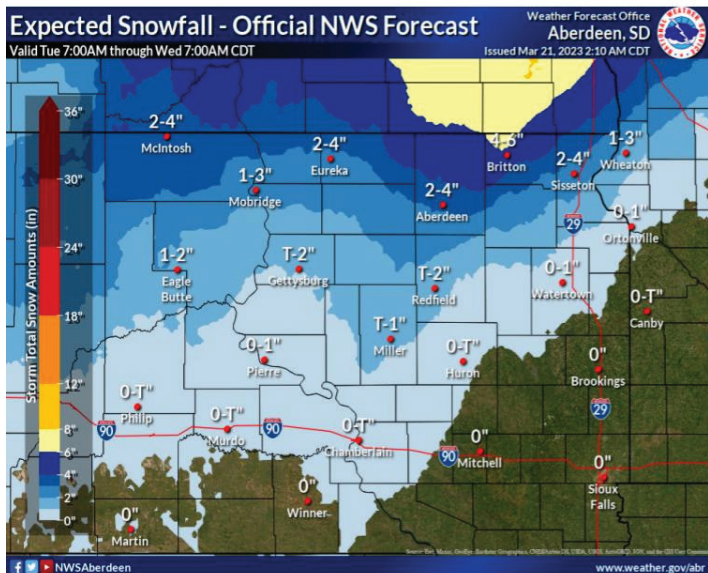 Expected Snowfall - Official NWS Forecast
Valid Tue 7:00AM through Wed 7:00AM CDT
Weather Forecast Office
Aberdeen, SD
Issued Mar 21, 2023 2:10 AM CDT
NATIONAL WEATHER SERVICE
Storm Total Snow Amounts (in)
36"
30"
24"
18"
12"
8"
6"
4"
2"
0"
2-4"
McIntosh
2-4"
Eureka
4-6"
Britton
1-3"
Wheaton
2-4"
Sisseton
1-3"
Mobridge
2-4"
Aberdeen
29
0-1"
Ortonville
1-2"
Eagle
Butte
T-2"
Gettysburg
T-2"
Redfield
0-1"
Watertown
0-T"
Canby
T-1"
Miller
0-1"
Pierre
0-T"
Huron
0"
Brookings
0-T"
Philip
29
90
0-T"
Murdo
90
0-T"
Chamberlain
90
0"
Mitchell
0"
Sioux
Falls
0"
Winner
0"
Martin
NWSAberdeen
www.weather.gov/abr